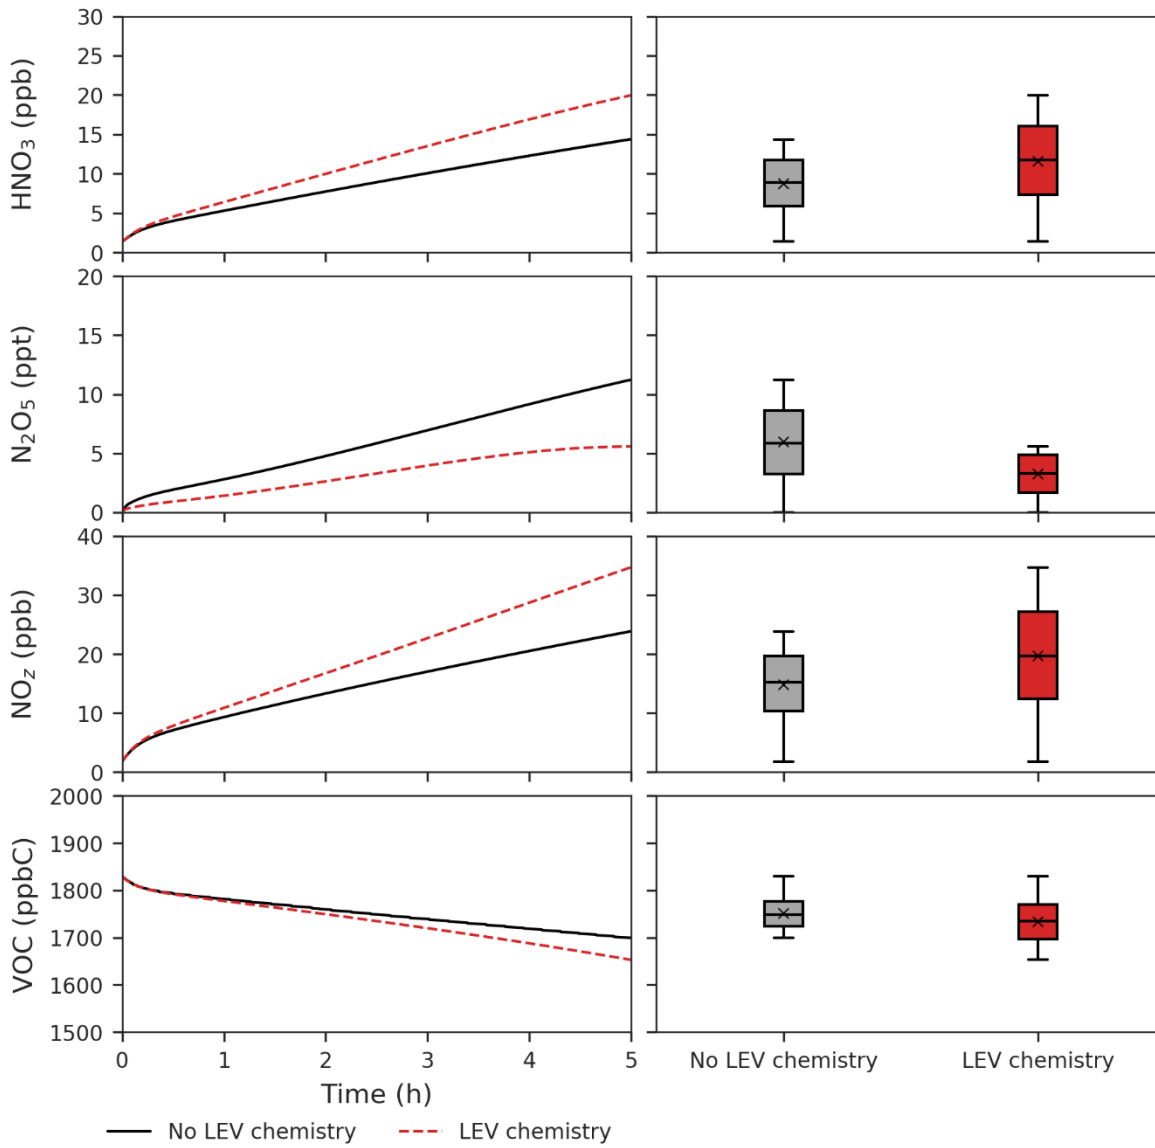 HNO₃ (ppb)
30
25
20
15
10
5
0
N₂O₅ (ppt)
20
15
10
5
0
NO_z (ppb)
40
30
20
10
0
VOC (ppbC)
2000
1900
1800
1700
1600
1500
0 1 2 3 4 5
No LEV chemistry LEV chemistry
Time (h)
No LEV chemistry LEV chemistry